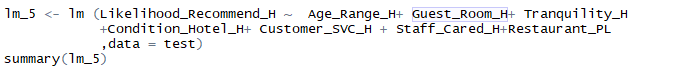 lm_5 <- lm (Likelihood_Recommend_H ~  Age_Range_H+ Guest_Room_H+ Tranquility_H
+Condition_Hotel_H+ Customer_SVC_H + Staff_Cared_H+Restaurant_PL
,data = test)
summary(lm_5)